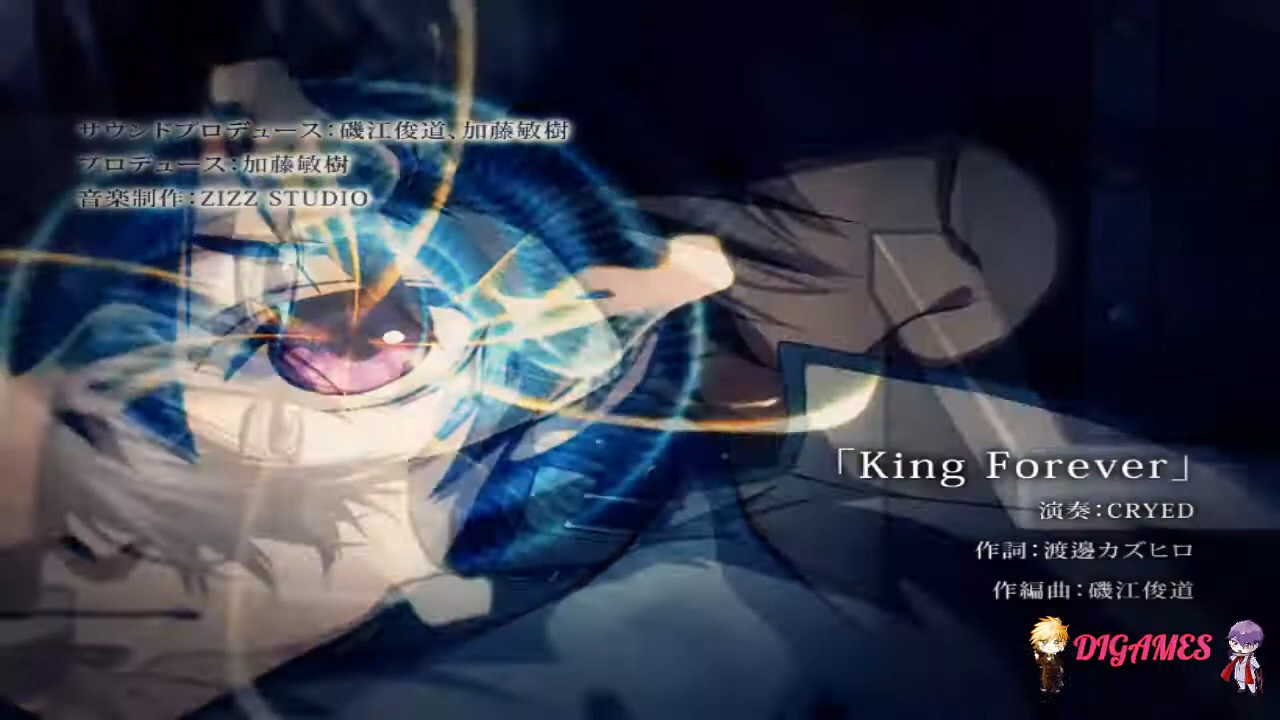 サウンドプロデュース：磯江俊道、加藤敏樹
プロデュース：加藤敏樹
音楽制作：ZIZZ STUDIO
「King Forever」
演奏：CRYED
作詞：渡邊カズヒロ
作編曲：磯江俊道
DIGAMES